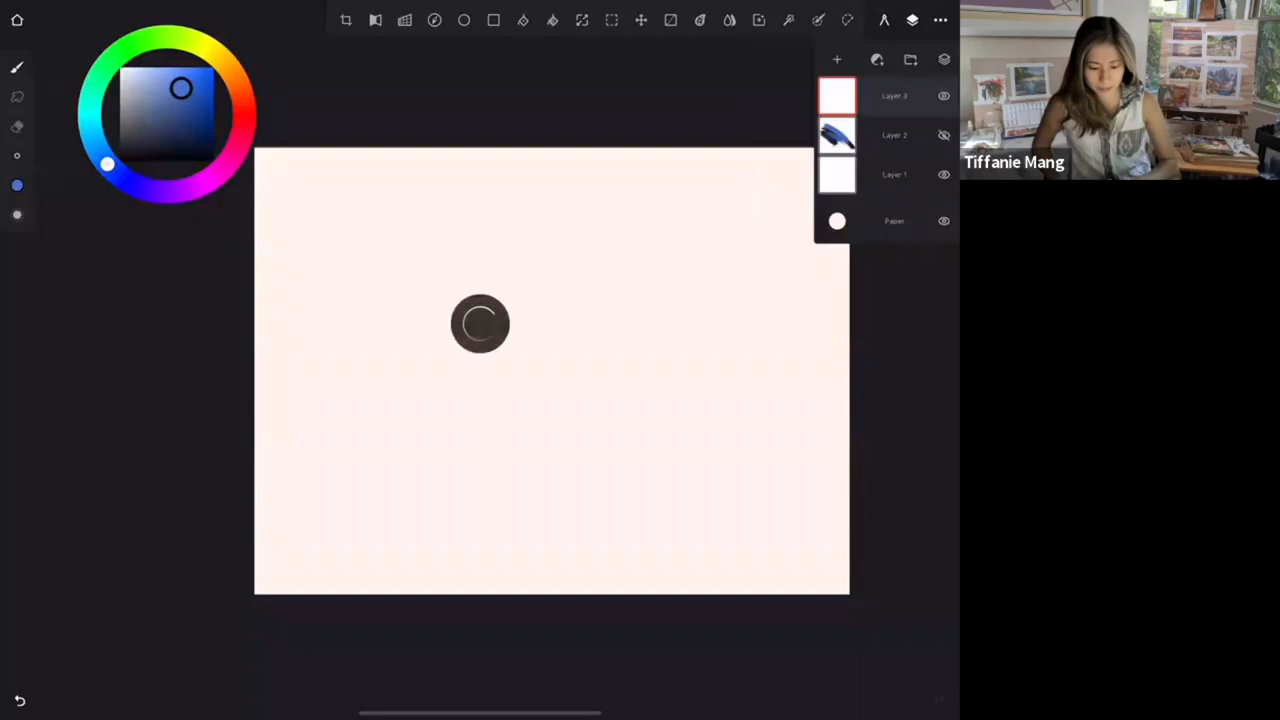 Layer 3
Layer 2
Layer 1
Paper
Tiffanie Mang